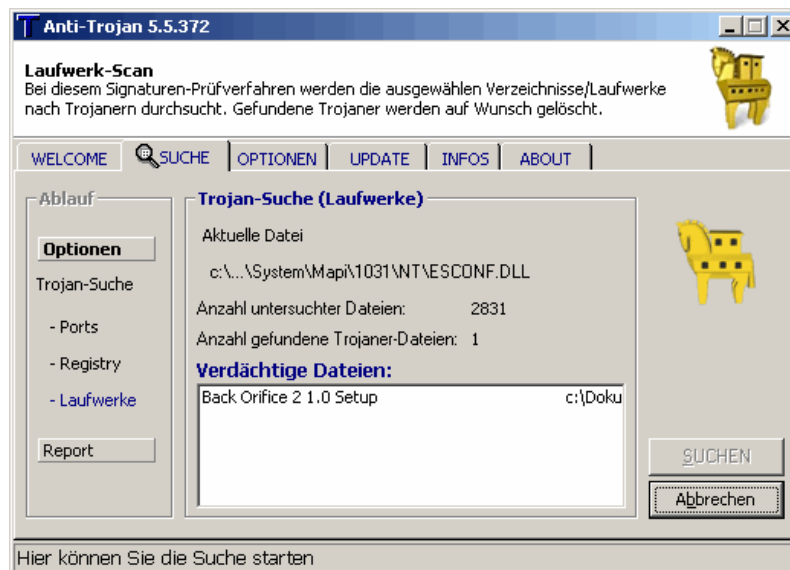 Anti-Trojan 5.5.372
Laufwerk-Scan
Bei diesem Signaturen-Prüfverfahren werden die ausgewählen Verzeichnisse/Laufwerke
nach Trojanern durchsucht. Gefundene Trojaner werden auf Wunsch gelöscht.
WELCOME SUCHE OPTIONEN UPDATE INFOS ABOUT
Ablauf
Optionen
Trojan-Suche
- Ports
- Registry
- Laufwerke
Report
Trojan-Suche (Laufwerke)
Aktuelle Datei
c:\...\System\Mapi\1031\NT\ESCONF.DLL
Anzahl untersuchter Dateien: 2831
Anzahl gefundene Trojaner-Dateien: 1
Verdächtige Dateien:
Back Orifice 2 1.0 Setup c:\Doku
SUCHEN
Abbrechen
Hier können Sie die Suche starten